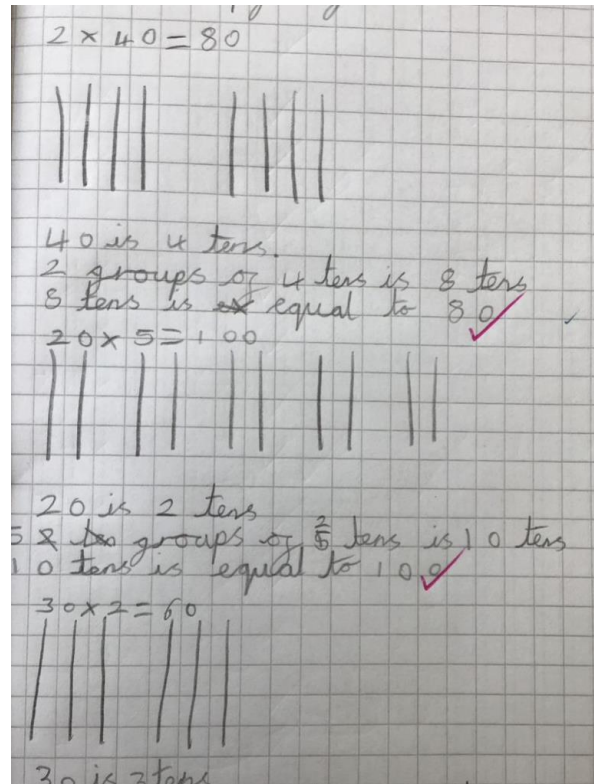 2 × 40 = 80
40 is 4 tens.
2 groups of 4 tens is 8 tens
8 tens is equal to 80
20 × 5 = 100
20 is 2 tens
5 groups of 2 tens is 10 tens
10 tens is equal to 100
30 × 2 = 60
30 is 3 tens